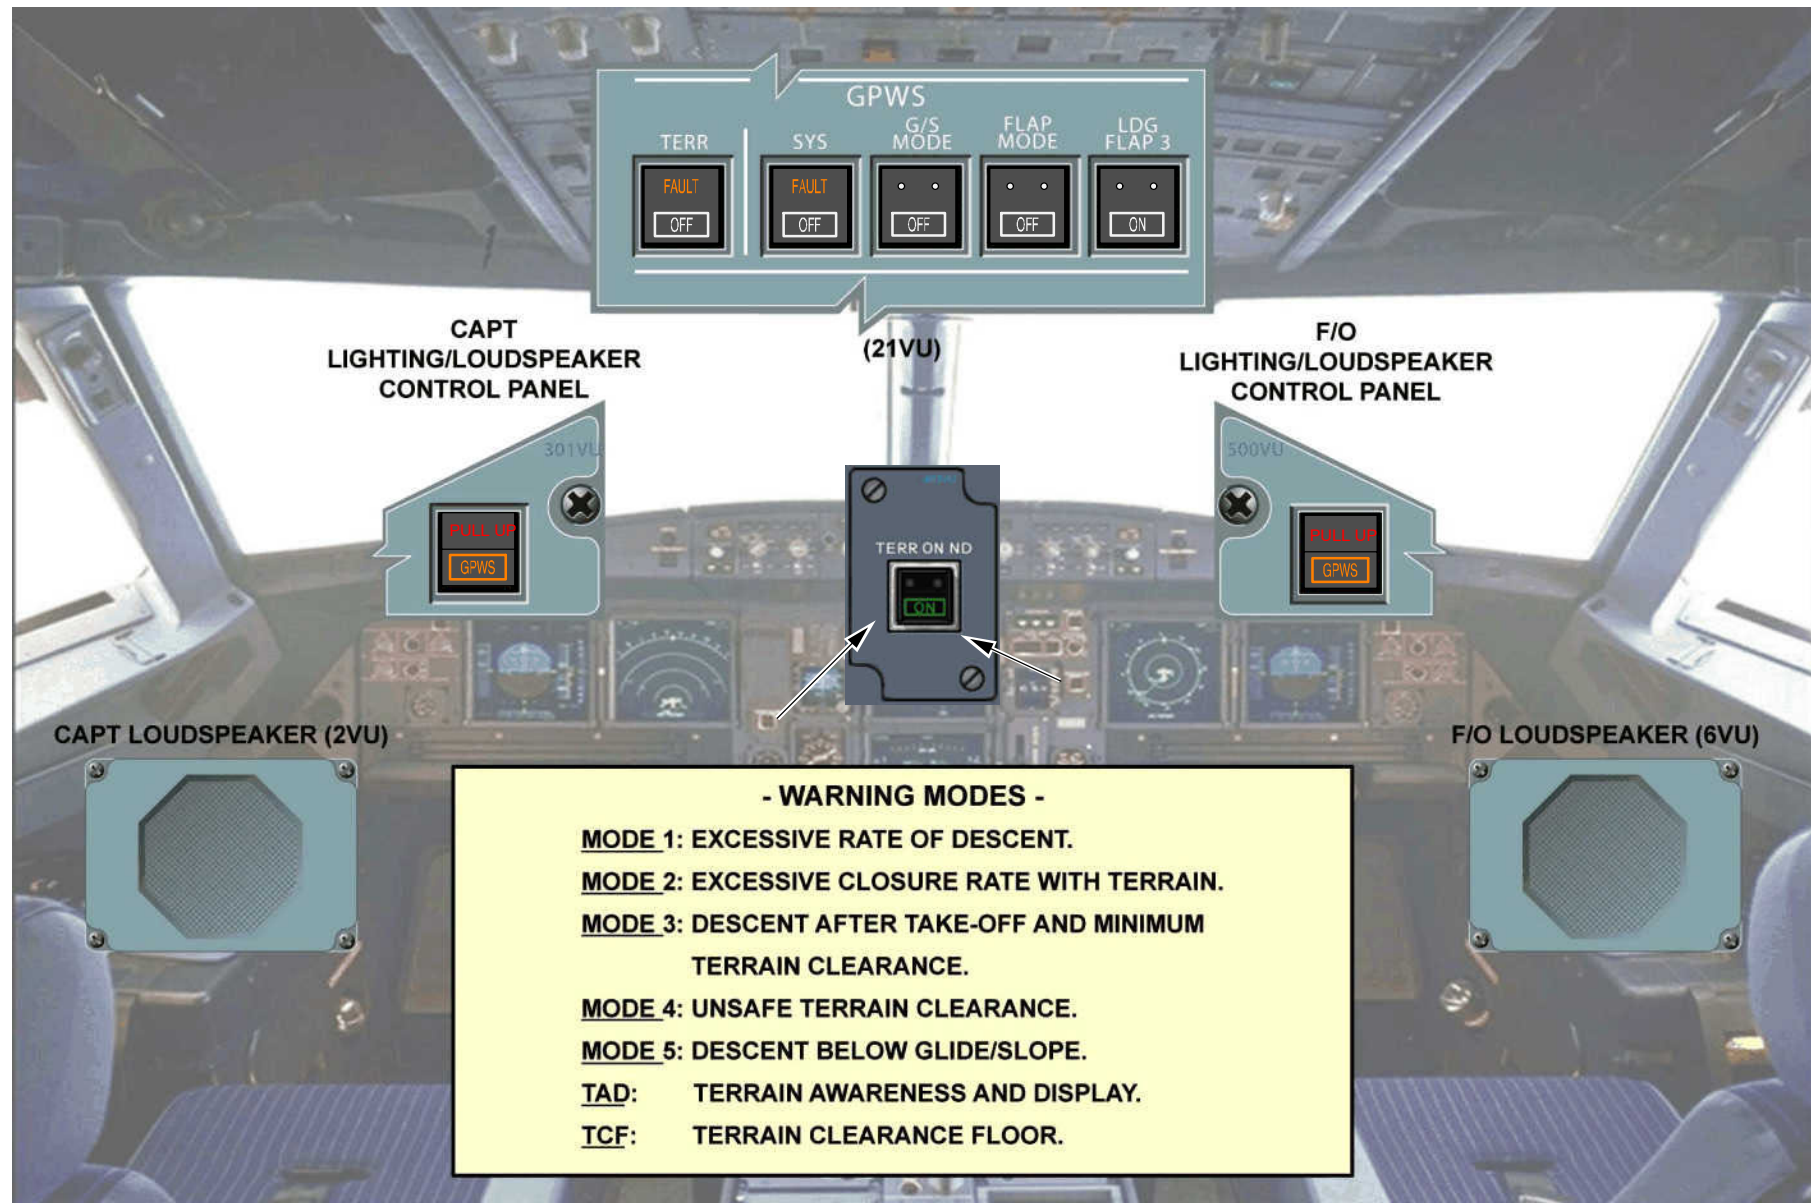 GPWS
TERR
SYS
G/S
MODE
FLAP
MODE
LDG
FLAP 3
FAULT
OFF
FAULT
OFF
OFF
OFF
ON
(21VU)
CAPT
LIGHTING/LOUDSPEAKER
CONTROL PANEL
F/O
LIGHTING/LOUDSPEAKER
CONTROL PANEL
301VU
PULL UP
GPWS
TERR ON ND
ON
500VU
PULL UP
GPWS
CAPT LOUDSPEAKER (2VU)
F/O LOUDSPEAKER (6VU)
- WARNING MODES -
MODE 1: EXCESSIVE RATE OF DESCENT.
MODE 2: EXCESSIVE CLOSURE RATE WITH TERRAIN.
MODE 3: DESCENT AFTER TAKE-OFF AND MINIMUM
TERRAIN CLEARANCE.
MODE 4: UNSAFE TERRAIN CLEARANCE.
MODE 5: DESCENT BELOW GLIDE/SLOPE.
TAD: TERRAIN AWARENESS AND DISPLAY.
TCF: TERRAIN CLEARANCE FLOOR.